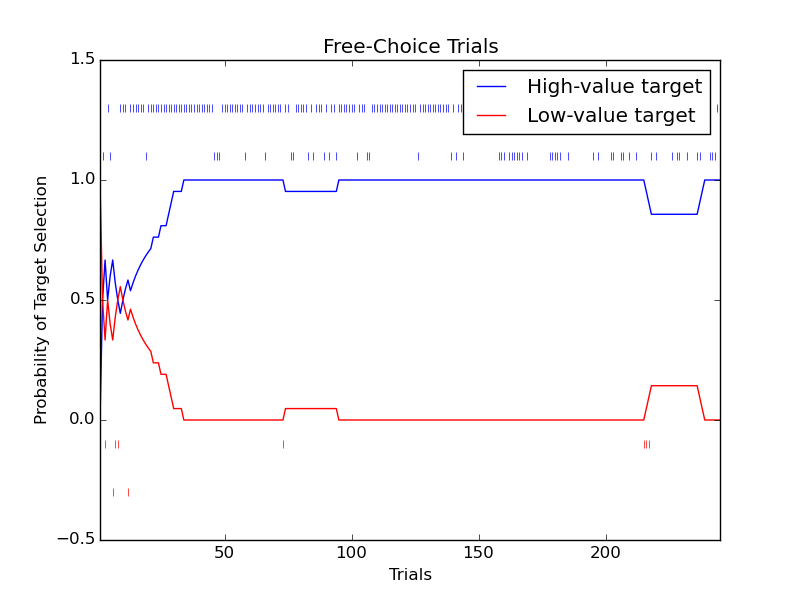 Free-Choice Trials
High-value target
Low-value target
1.5
1.0
0.5
0.0
−0.5
50
100
150
200
Probability of Target Selection
Trials